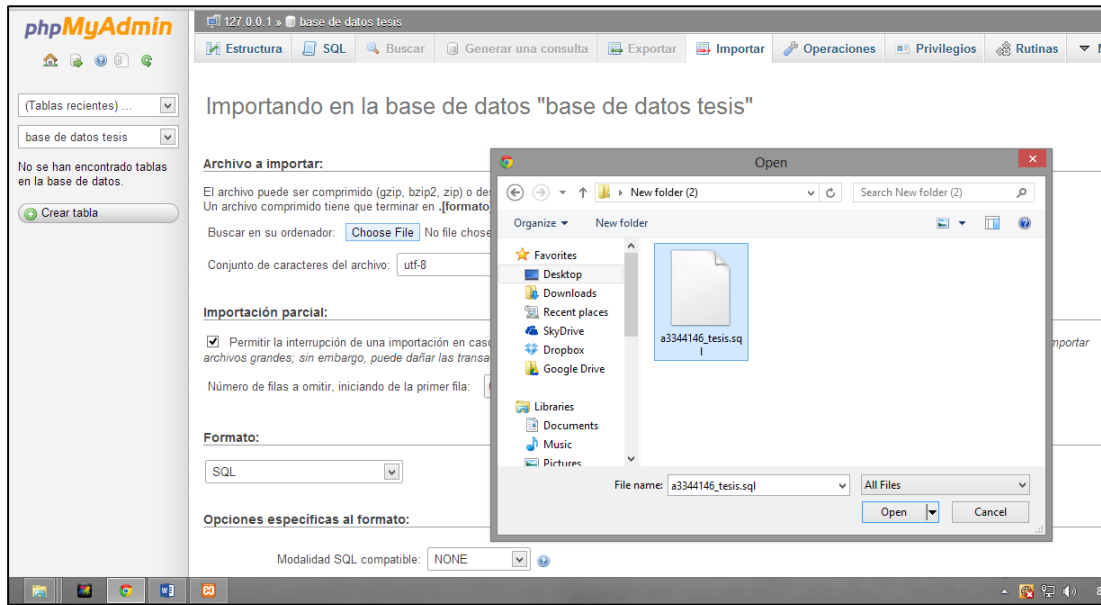 phpMyAdmin
127.0.0.1 » base de datos tesis
Estructura SQL Buscar Generar una consulta Exportar Importar Operaciones Privilegios Rutinas
(Tablas recientes) ...
base de datos tesis
No se han encontrado tablas
en la base de datos.
Crear tabla
Importando en la base de datos "base de datos tesis"
Archivo a importar:
El archivo puede ser comprimido (gzip, bzip2, zip) o
Un archivo comprimido tiene que terminar en .[formato
Buscar en su ordenador: Choose File No file chose
Conjunto de caracteres del archivo: utf-8
Importación parcial:
Permitir la interrupción de una importación en caso
archivos grandes; sin embargo, puede dañar las transa
mportar
Número de filas a omitir, iniciando de la primer fila:
Formato:
SQL
Opciones específicas al formato:
Modalidad SQL compatible: NONE
Open
New folder (2)
Search New folder (2)
Organize New folder
Favorites
Desktop
Downloads
Recent places
SkyDrive
Dropbox
Google Drive
Libraries
Documents
Music
Pictures
a3344146_tesis.sq
l
File name: a3344146_tesis.sql All Files
Open Cancel